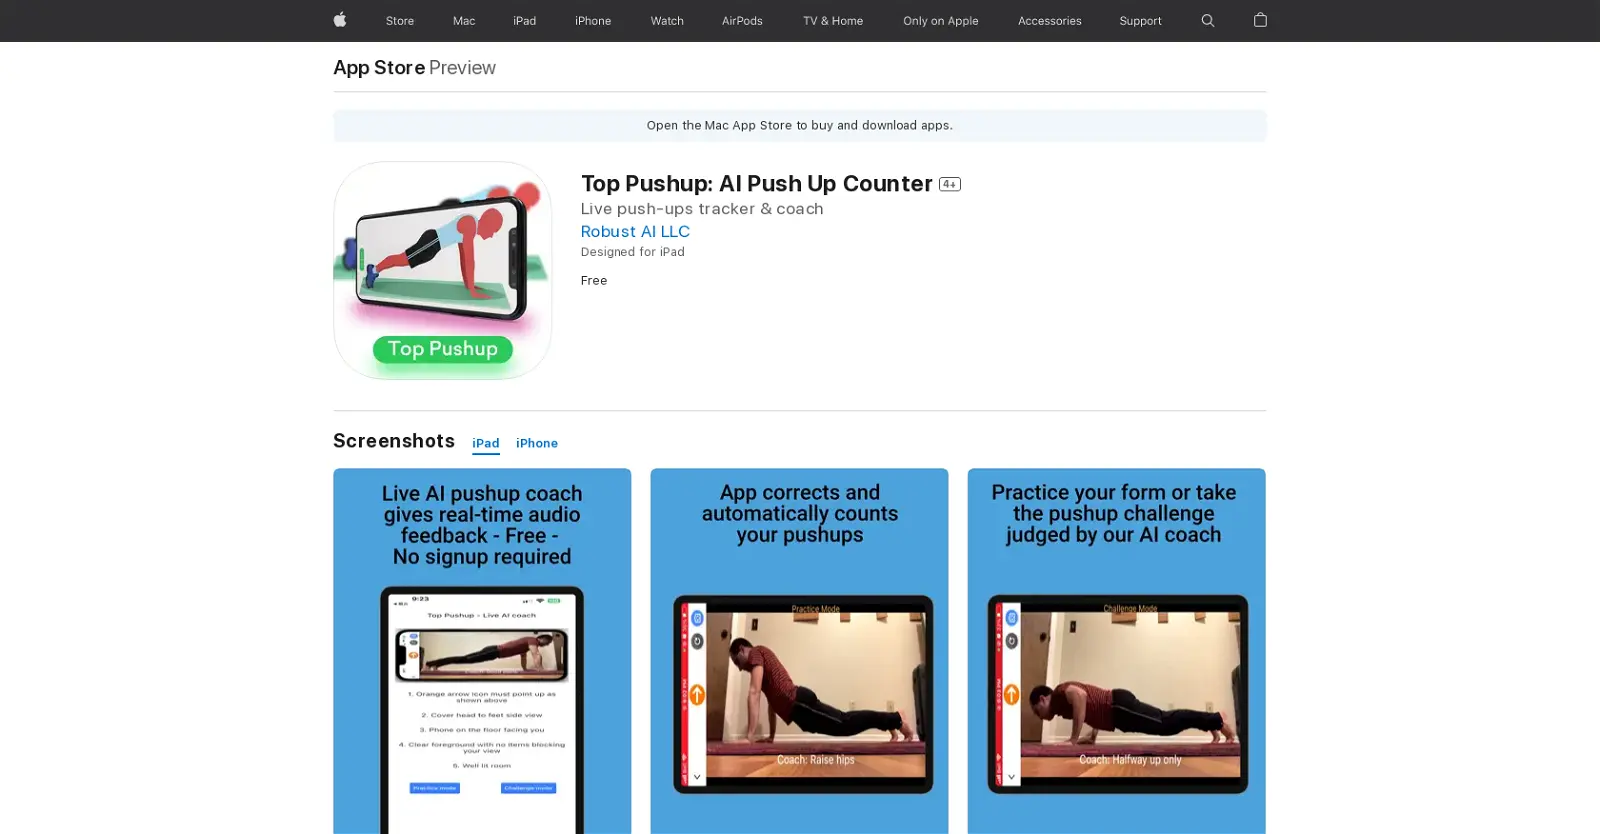 Store Mac iPad iPhone Watch AirPods TV & Home Only on Apple Accessories Support
App Store Preview
Open the Mac App Store to buy and download apps.
Top Pushup: AI Push Up Counter 4+
Live push-ups tracker & coach
Robust AI LLC
Designed for iPad
Free
Top Pushup
Screenshots iPad iPhone
Live AI pushup coach
gives real-time audio
feedback - Free -
No signup required
9:23
Top Pushup - Live AI coach
1. Orange arrow icon must point up as
shown above
2. Cover head to feet side view
3. Phone on the floor facing you
4. Clear foreground with no items blocking
your view
5. Well lit room
Practice mode Challenge mode
App corrects and
automatically counts
your pushups
Practice Mode
Coach: Raise hips
Practice your form or take
the pushup challenge
judged by our AI coach
Challenge Mode
Coach: Halfway up only